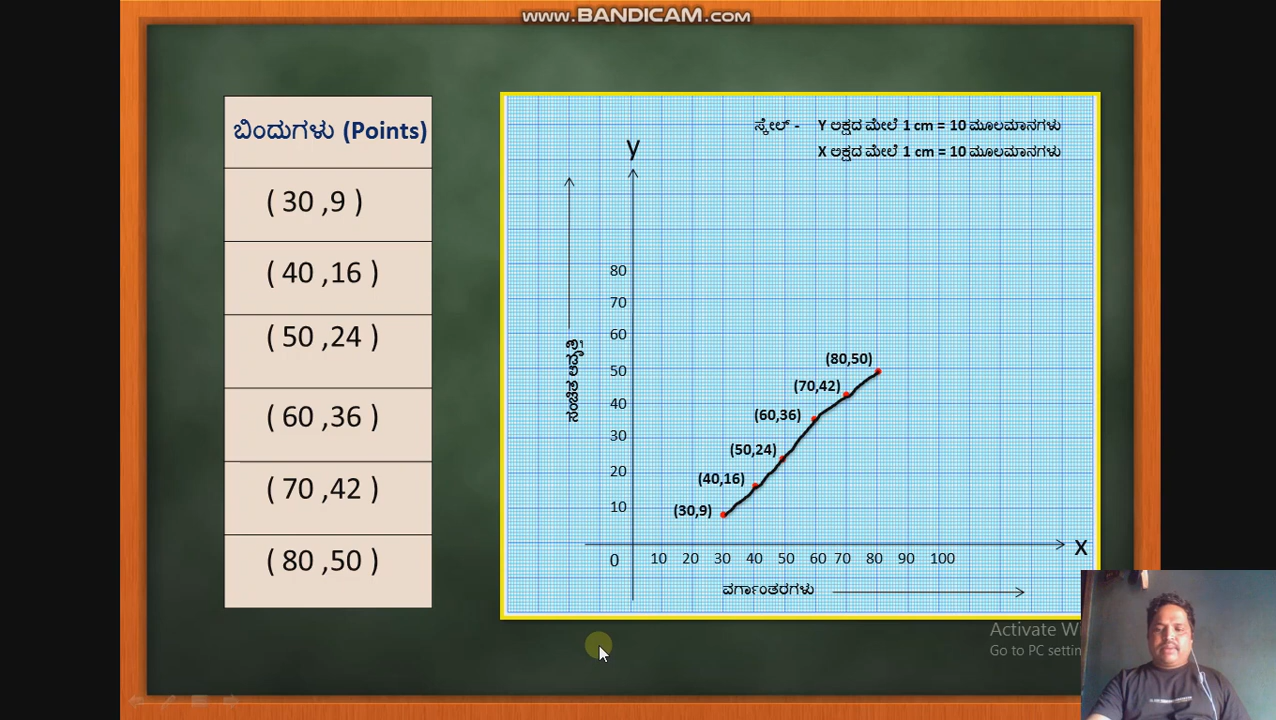 www.BANDICAM.com
ಬಿಂದುಗಳು (Points)
( 30 ,9 )
( 40 ,16 )
( 50 ,24 )
( 60 ,36 )
( 70 ,42 )
( 80 ,50 )
ಸ್ಕೇಲ್ - Y ಅಕ್ಷದ ಮೇಲೆ 1 cm = 10 ಮೂಲಮಾನಗಳು
X ಅಕ್ಷದ ಮೇಲೆ 1 cm = 10 ಮೂಲಮಾನಗಳು
y
80
70
60
50
40
30
20
10
ಸಂಚಿತ ಆವೃತ್ತಿ
(80,50)
(70,42)
(60,36)
(50,24)
(40,16)
(30,9)
0 10 20 30 40 50 60 70 80 90 100
x
ವರ್ಗಾಂತರಗಳು
Activate W
Go to PC settin